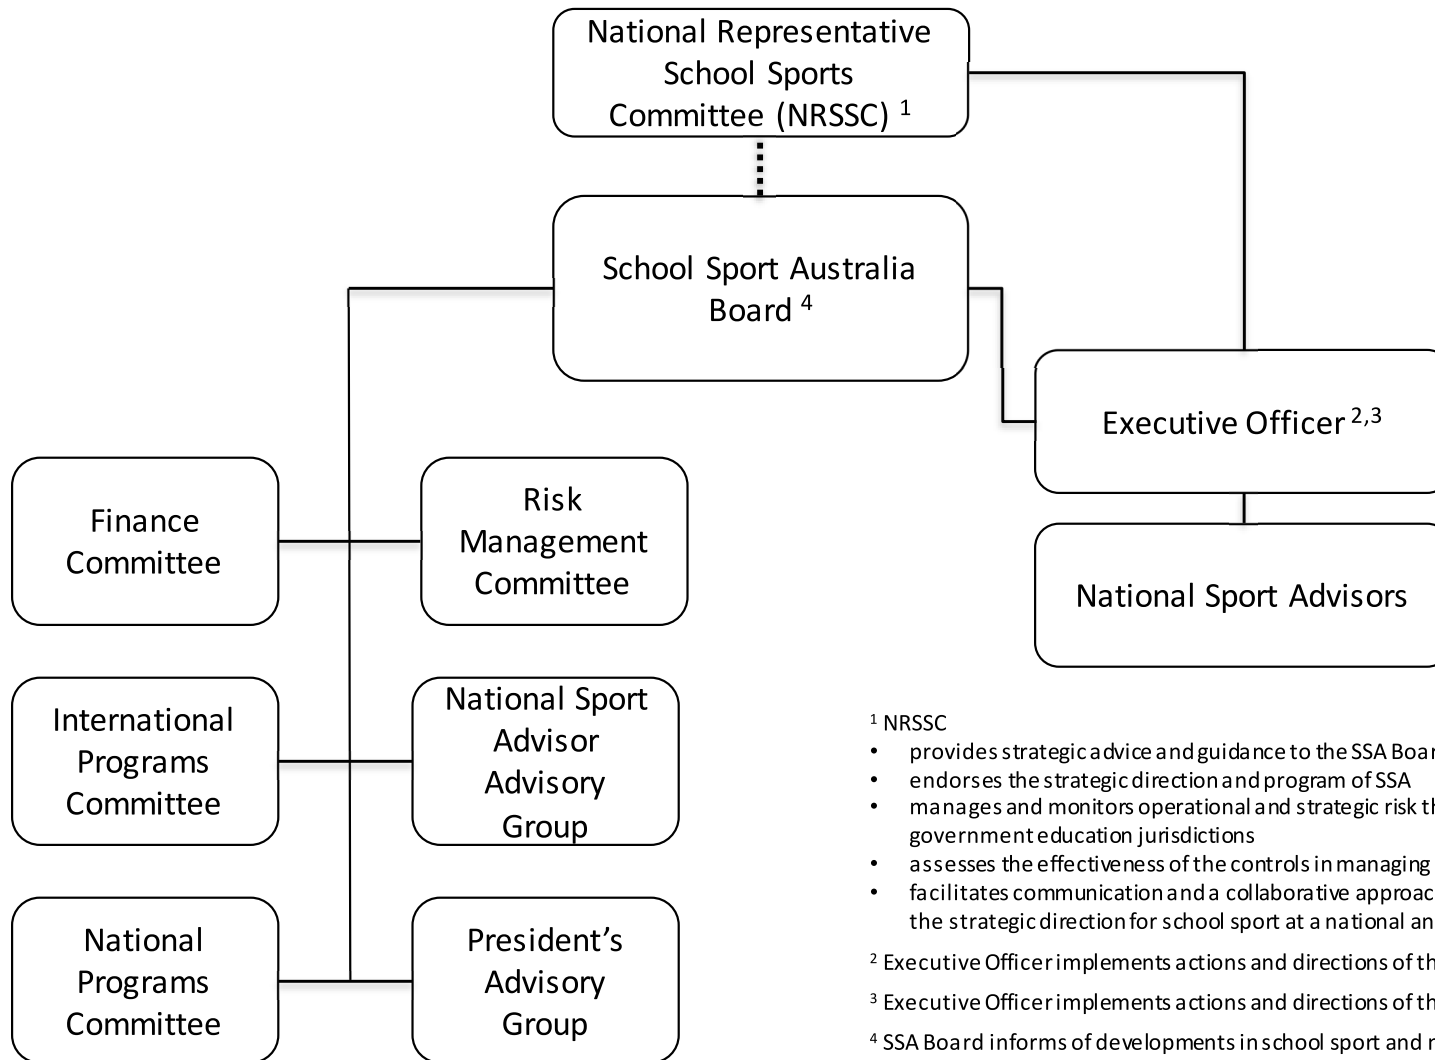 National Representative
School Sports
Committee (NRSSC) 1
School Sport Australia
Board 4
Executive Officer 2,3
Finance
Committee
Risk
Management
Committee
National Sport Advisors
International
Programs
Committee
National Sport
Advisor
Advisory
Group
National
Programs
Committee
President’s
Advisory
Group
1 NRSSC
• provides strategic advice and guidance to the SSA
• endorses the strategic direction and program of SSA
• manages and monitors operational and strategic risk
government education jurisdictions
• assesses the effectiveness of the controls in managing
• facilitates communication and a collaborative
the strategic direction for school sport at a national
2 Executive Officer implements actions and directions of
3 Executive Officer implements actions and directions of
4 SSA Board informs of developments in school sport and